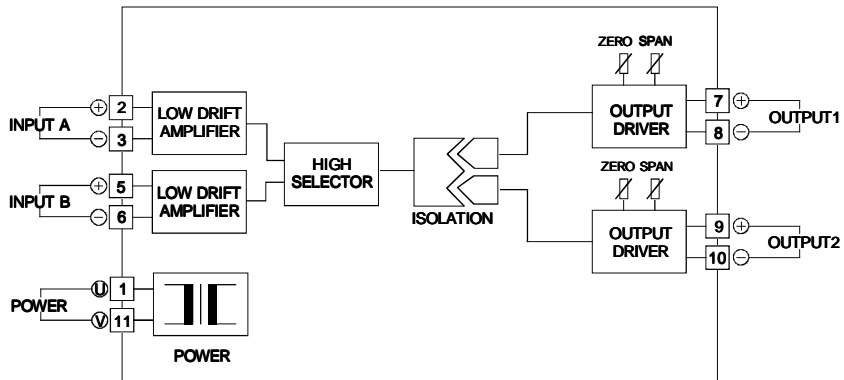 ZERO SPAN
INPUT A
+ 2
− 3
LOW DRIFT
AMPLIFIER
OUTPUT
DRIVER
7 +
8 −
OUTPUT1
HIGH
SELECTOR
ISOLATION
INPUT B
+ 5
− 6
LOW DRIFT
AMPLIFIER
ZERO SPAN
OUTPUT
DRIVER
9 +
10 −
OUTPUT2
POWER
U 1
V 11
POWER